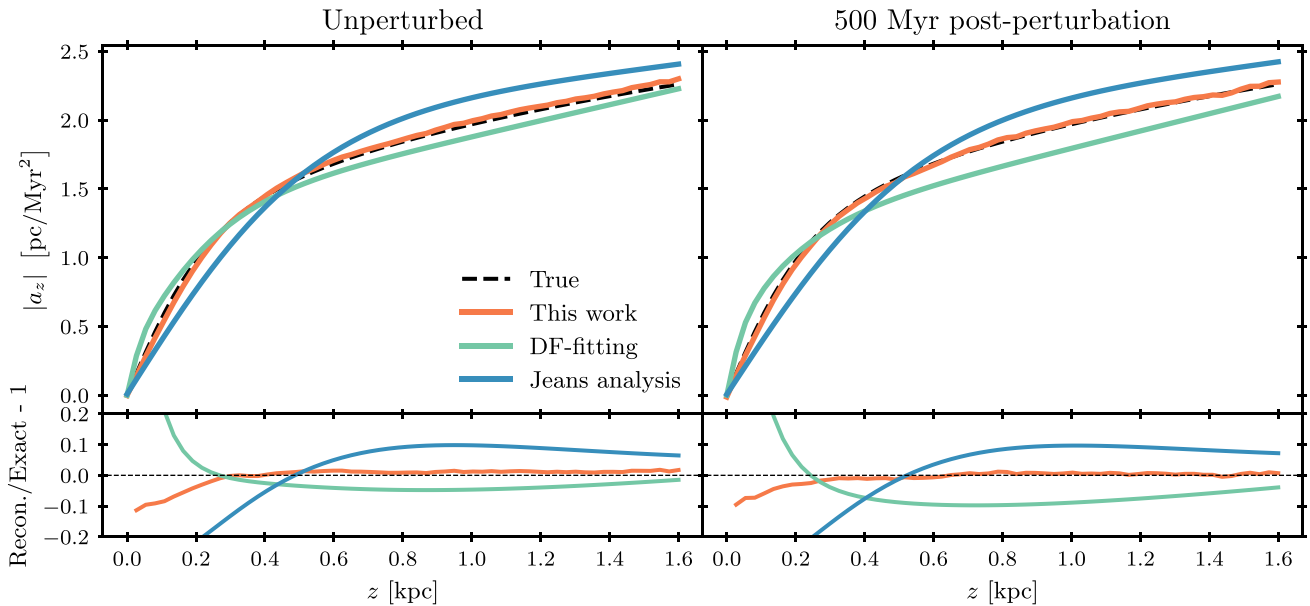 Unperturbed
500 Myr post-perturbation
2.5
2.0
1.5
1.0
0.5
0.0
|a_z| [pc/Myr²]
True
This work
DF-fitting
Jeans analysis
0.2
0.1
0.0
−0.1
−0.2
Recon./Exact - 1
0.0 0.2 0.4 0.6 0.8 1.0 1.2 1.4 1.6
z [kpc]
0.0 0.2 0.4 0.6 0.8 1.0 1.2 1.4 1.6
z [kpc]